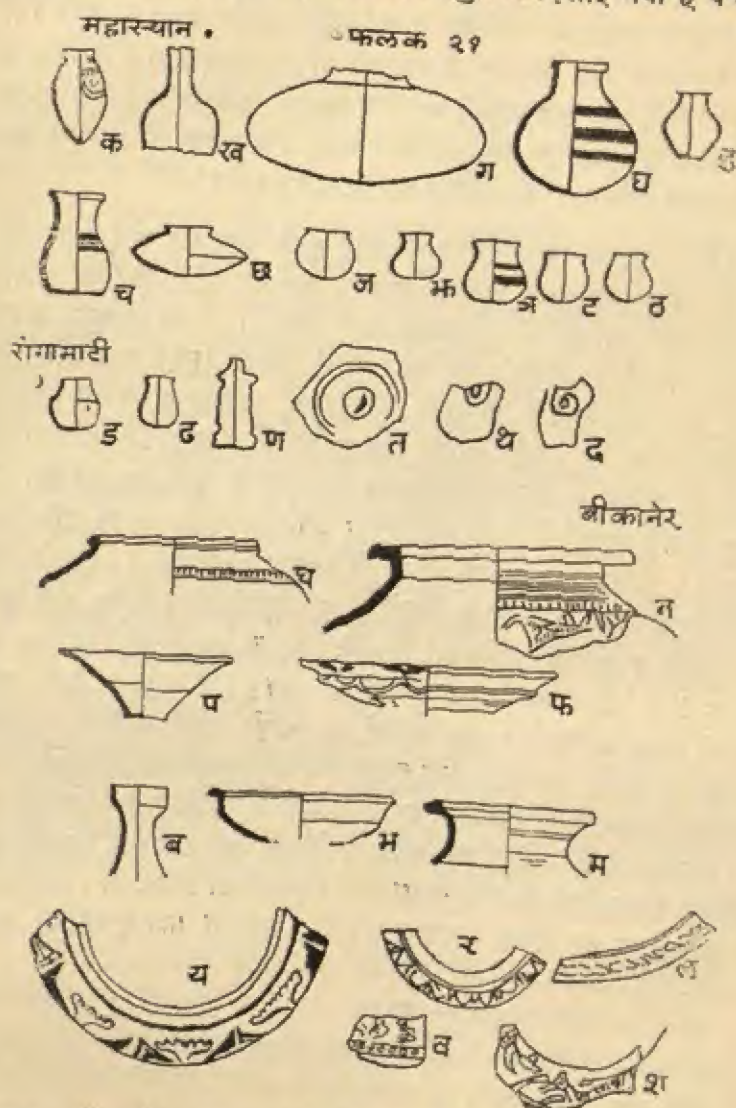 महास्थान .
फलक २१
क ख ग घ ङ
च छ ज झ ञ ट ठ
रांगामाटी
ड ढ ण त थ द
बीकानेर
ध न
प फ
ब भ म
य र ल
व श